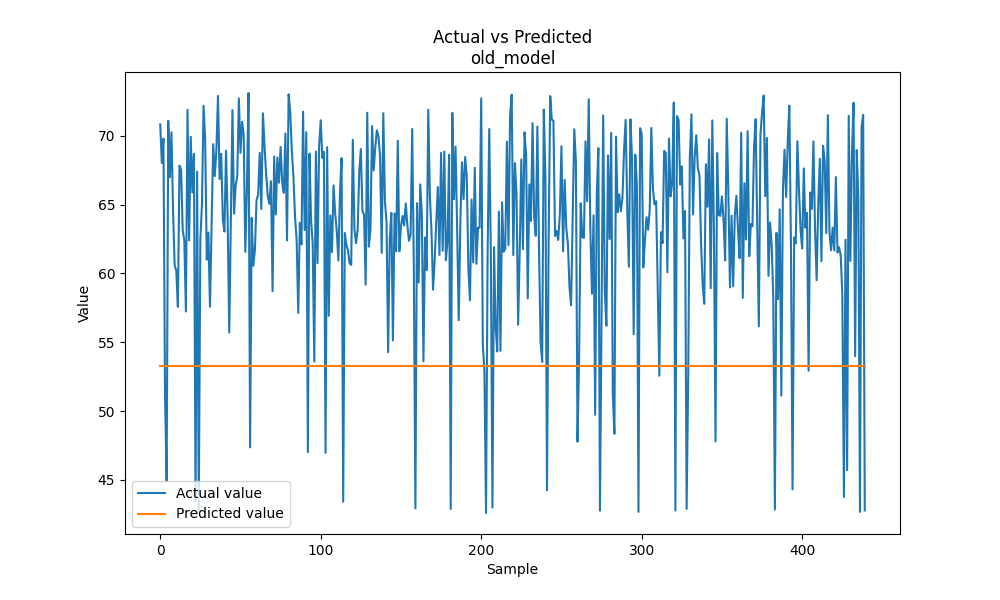 Actual vs Predicted
old_model
Value
70
65
60
55
50
45
Actual value
Predicted value
0
100
200
300
400
Sample